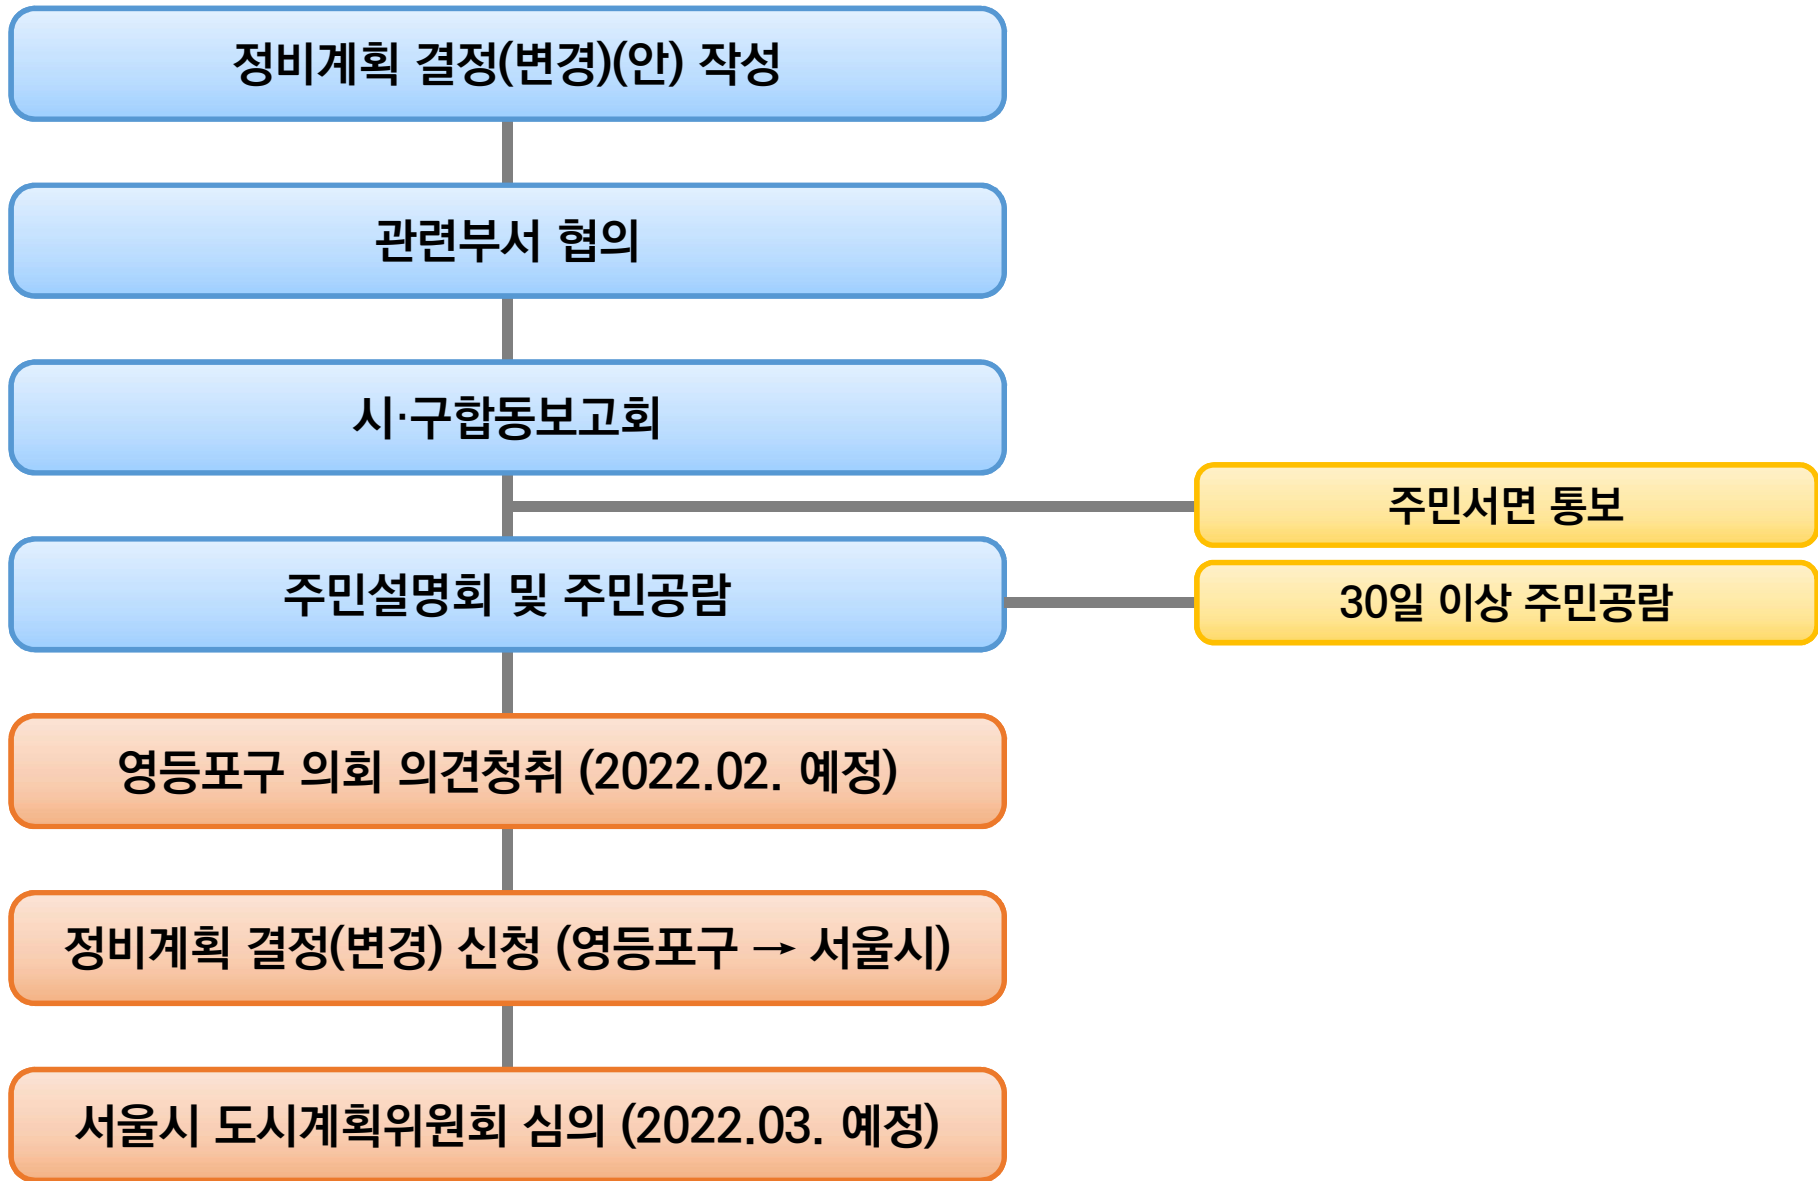 정비계획 결정(변경)(안) 작성
관련부서 협의
시·구합동보고회
주민서면 통보
주민설명회 및 주민공람
30일 이상 주민공람
영등포구 의회 의견청취 (2022.02. 예정)
정비계획 결정(변경) 신청 (영등포구 → 서울시)
서울시 도시계획위원회 심의 (2022.03. 예정)